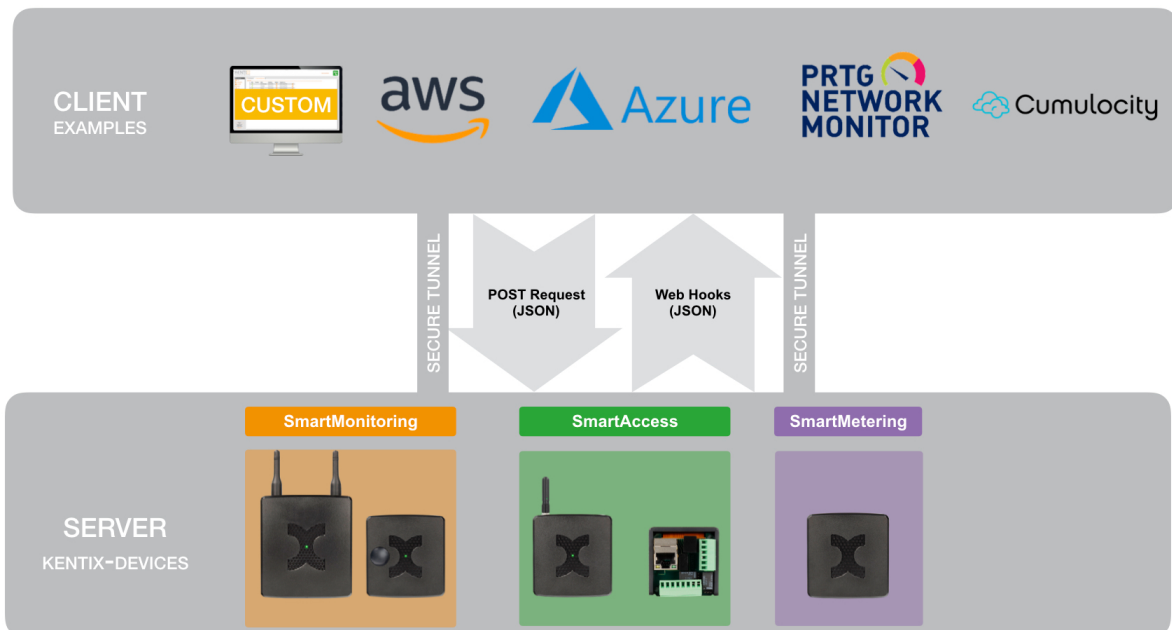 CLIENT
EXAMPLES
CUSTOM
aws
Azure
PRTG
NETWORK
MONITOR
Cumulocity
SECURE TUNNEL
POST Request
(JSON)
Web Hooks
(JSON)
SECURE TUNNEL
SmartMonitoring
SmartAccess
SmartMetering
SERVER
KENTIX-DEVICES